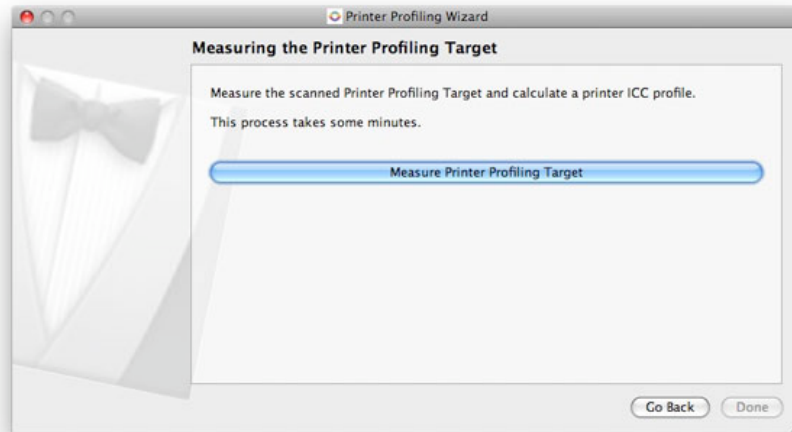 Printer Profiling Wizard
Measuring the Printer Profiling Target
Measure the scanned Printer Profiling Target and calculate a printer ICC profile.
This process takes some minutes.
Measure Printer Profiling Target
Go Back Done